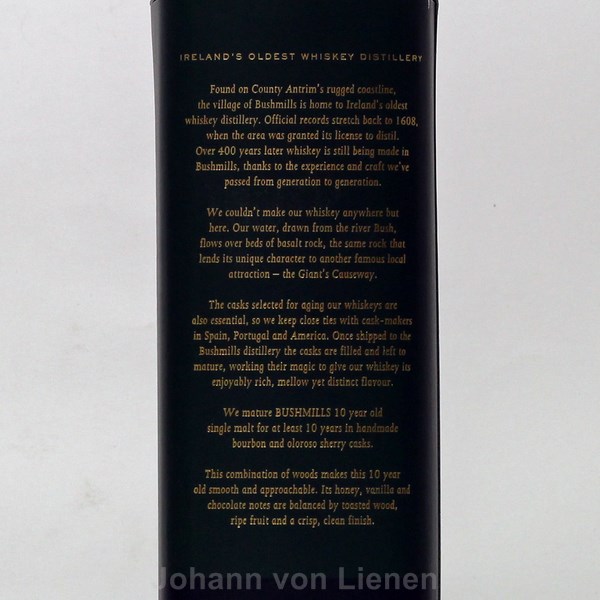 IRELAND'S OLDEST WHISKEY DISTILLERY
Found on County Antrim's rugged coastline,
the village of Bushmills is home to Ireland's oldest
whiskey distillery. Official records stretch back to 1608,
when the area was granted its license to distil.
Over 400 years later whiskey is still being made in
Bushmills, thanks to the experience and craft we've
passed from generation to generation.
We couldn't make our whiskey anywhere but
here. Our water, drawn from the river Bush,
flows over beds of basalt rock, the same rock that
lends its unique character to another famous local
attraction – the Giant's Causeway.
The casks selected for aging our whiskeys are
also essential, so we keep close ties with cask-makers
in Spain, Portugal and America. Once shipped to the
Bushmills distillery the casks are filled and left to
mature, working their magic to give our whiskey its
enjoyably rich, mellow yet distinct flavour.
We mature BUSHMILLS 10 year old
single malt for at least 10 years in handmade
bourbon and oloroso sherry casks.
This combination of woods makes this 10 year
old smooth and approachable. Its honey, vanilla and
chocolate notes are balanced by toasted wood,
ripe fruit and a crisp, clean finish.
Johann von Lienen